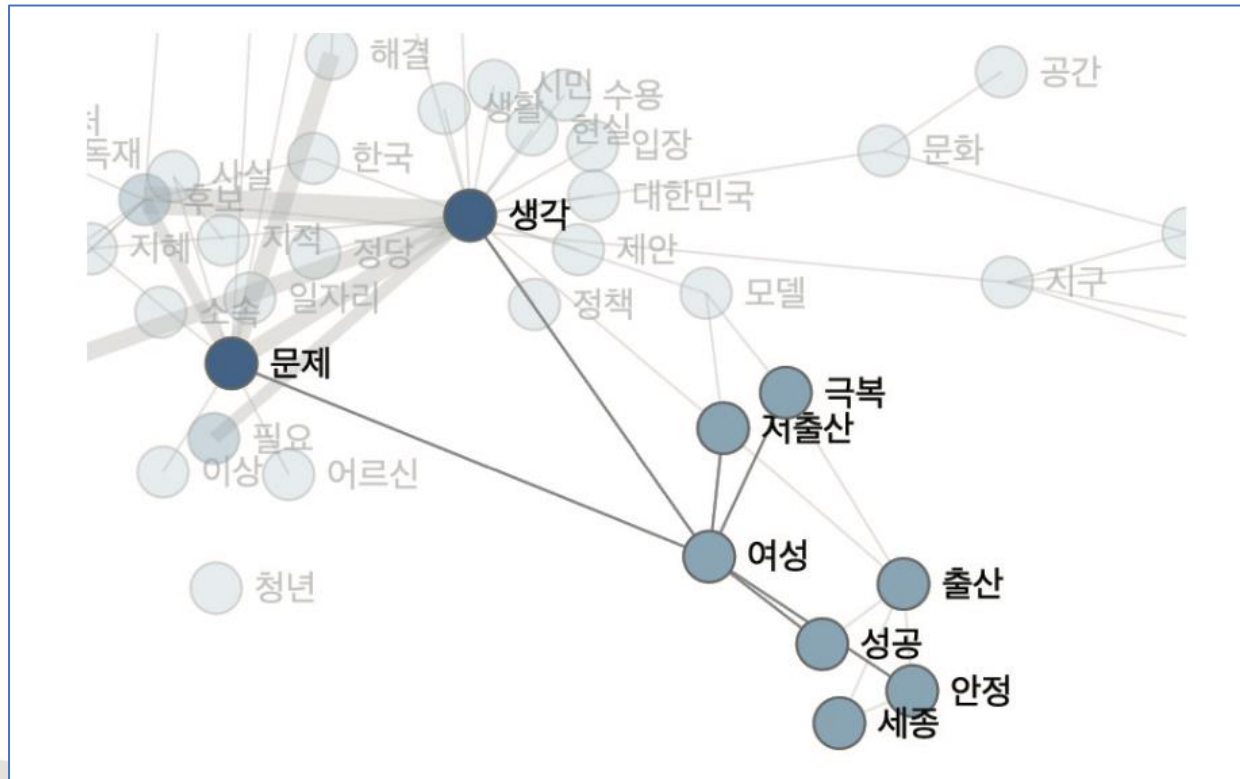 해결
시민
생활
수용
공간
현실
독재
한국
입장
문화
산실
후보
대한민국
생각
지혜
지적
정당
제안
지구
소속
일자리
정책
모델
문제
극복
저출산
필요
이상
어르신
여성
청년
출산
성공
안정
세종